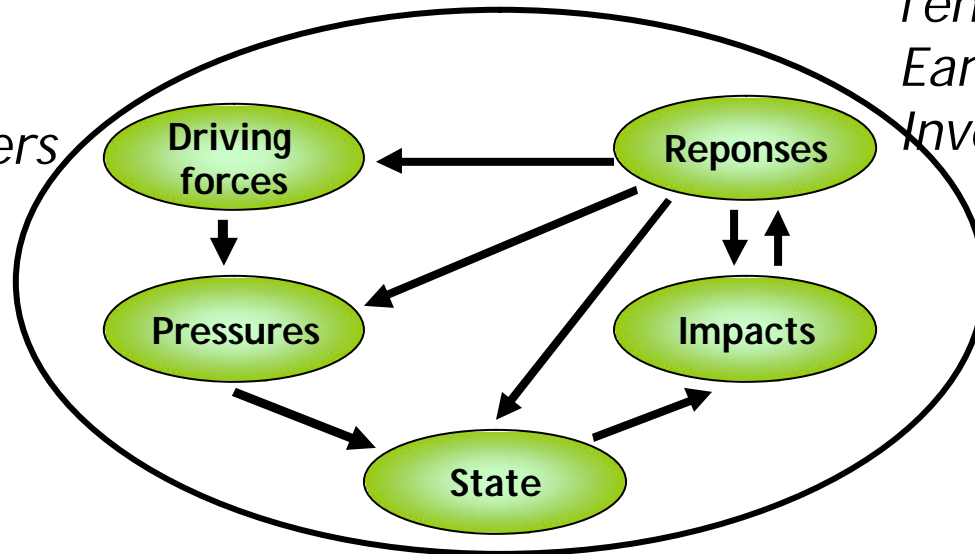 Driving
forces
Reponses
Pressures
Impacts
State